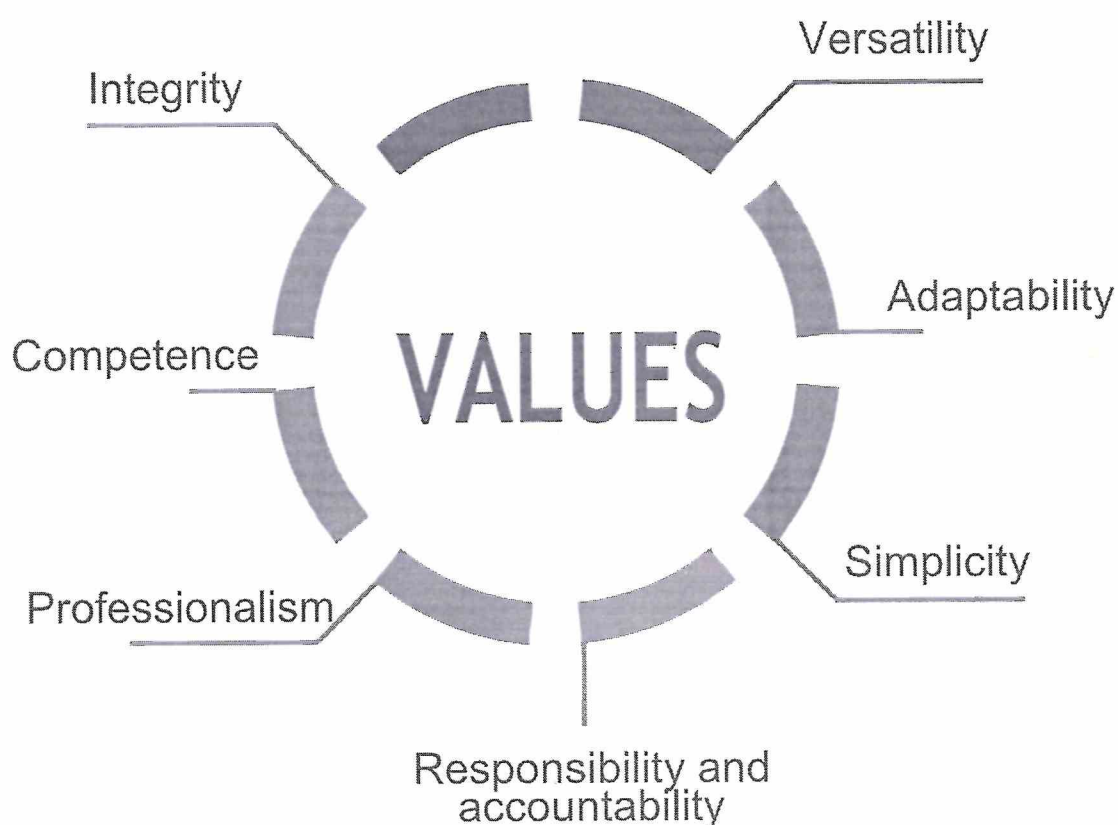 Versatility
Integrity
Adaptability
VALUES
Competence
Simplicity
Professionalism
Responsibility and
accountability